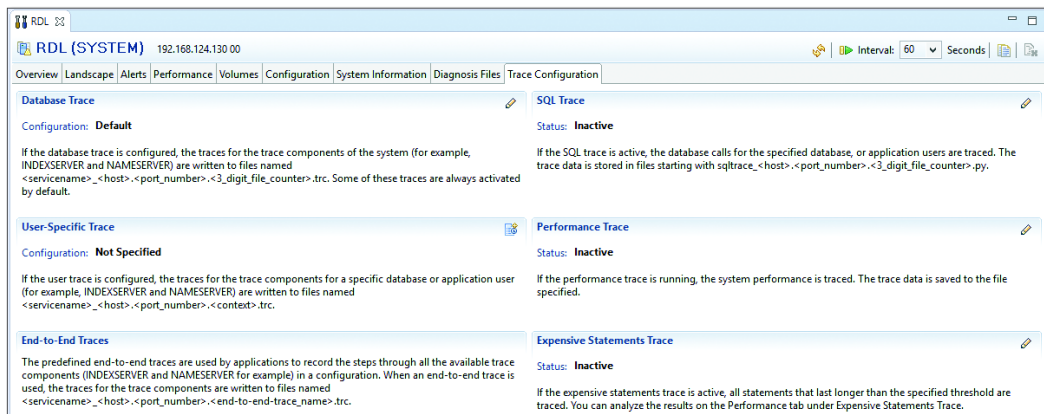 RDL
RDL (SYSTEM) 192.168.124.130 00
Interval: 60 Seconds
Overview Landscape Alerts Performance Volumes Configuration System Information Diagnosis Files Trace Configuration
Database Trace
Configuration: Default
If the database trace is configured, the traces for the trace components of the system (for example,
INDEXSERVER and NAMESERVER) are written to files named
<servicename>_<host>.<port_number>.<3_digit_file_counter>.trc. Some of these traces are always activated
by default.
SQL Trace
Status: Inactive
If the SQL trace is active, the database calls for the specified database, or application users are traced. The
trace data is stored in files starting with sqltrace_<host>.<port_number>.<3_digit_file_counter>.py.
User-Specific Trace
Configuration: Not Specified
If the user trace is configured, the traces for the trace components for a specific database or application user
(for example, INDEXSERVER and NAMESERVER) are written to files named
<servicename>_<host>.<port_number>.<context>.trc.
Performance Trace
Status: Inactive
If the performance trace is running, the system performance is traced. The trace data is saved to the file
specified.
End-to-End Traces
The predefined end-to-end traces are used by applications to record the steps through all the available trace
components (INDEXSERVER and NAMESERVER for example) in a configuration. When an end-to-end trace is
used, the traces for the trace components are written to files named
<servicename>_<host>.<port_number>.<end-to-end-trace_name>.trc.
Expensive Statements Trace
Status: Inactive
If the expensive statements trace is active, all statements that last longer than the specified threshold are
traced. You can analyze the results on the Performance tab under Expensive Statements Trace.